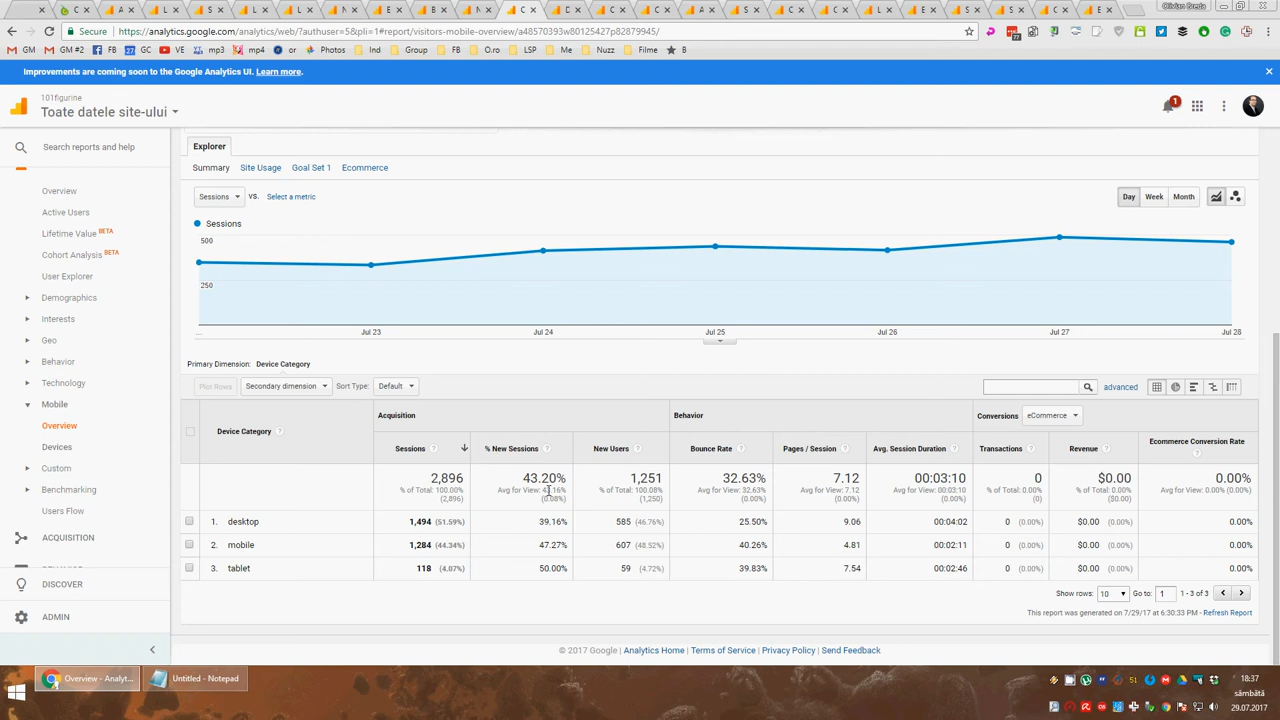 Secure
https://analytics.google.com/analytics/web/?authuser=5&pli=1#report/visitors-mobile-overview/a48570393w80125427p82879945/
GM GM #2 FB GC VE mp3 mp4 or Photos Ind Group FF O.ro LSP Me Nuzz Filme B
Improvements are coming soon to the Google Analytics UI. Learn more.
101figurine
Toate datele site-ului
1
Search reports and help
Overview
Active Users
Lifetime Value BETA
Cohort Analysis BETA
User Explorer
Demographics
Interests
Geo
Behavior
Technology
Mobile
Overview
Devices
Custom
Benchmarking
Users Flow
ACQUISITION
DISCOVER
ADMIN
Explorer
Summary Site Usage Goal Set 1 Ecommerce
Sessions vs. Select a metric
Day Week Month
Sessions
500
250
... Jul 23 Jul 24 Jul 25 Jul 26 Jul 27 Jul 28
Primary Dimension: Device Category
Plot Rows Secondary dimension Sort Type: Default advanced
Device Category Acquisition Behavior Conversions eCommerce
Sessions % New Sessions New Users Bounce Rate Pages / Session Avg. Session Duration Transactions Revenue Ecommerce Conversion Rate
2,896 43.20% 1,251 32.63% 7.12 00:03:10 0 $0.00 0.00%
% of Total: 100.00% Avg for View: % of Total: 100.08% Avg for View: 32.63% Avg for View: 7.12 Avg for View: 00:03:10 % of Total: 0.00% % of Total: 0.00% Avg for View: 0.00%
(2,896) (0.08%) (1,250) (0.00%) (0.00%) (0.00%) (0) ($0.00) (0.00%)
1. desktop 1,494 (51.59%) 39.16% 585 (46.76%) 25.50% 9.06 00:04:02 0 (0.00%) $0.00 (0.00%) 0.00%
2. mobile 1,284 (44.34%) 47.27% 607 (48.52%) 40.26% 4.81 00:02:11 0 (0.00%) $0.00 (0.00%) 0.00%
3. tablet 118 (4.07%) 50.00% 59 (4.72%) 39.83% 7.54 00:02:46 0 (0.00%) $0.00 (0.00%) 0.00%
Show rows: 10 Go to: 1 1 - 3 of 3
This report was generated on 7/29/17 at 6:30:33 PM - Refresh Report
© 2017 Google | Analytics Home | Terms of Service | Privacy Policy | Send Feedback
Overview - Analyt... Untitled - Notepad
18:37
sâmbătă
29.07.2017